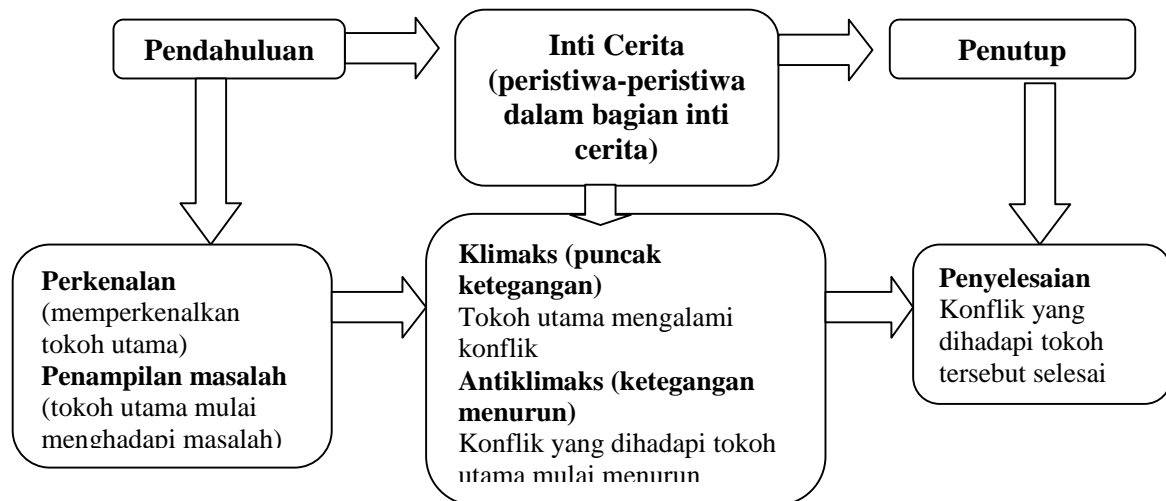 Pendahuluan
Inti Cerita
(peristiwa-peristiwa
dalam bagian inti
cerita)
Penutup
Perkenalan
(memperkenalkan
tokoh utama)
Penampilan masalah
(tokoh utama mulai
menghadapi masalah)
Klimaks (puncak
ketegangan)
Tokoh utama mengalami
konflik
Antiklimaks (ketegangan
menurun)
Konflik yang dihadapi tokoh
utama mulai menurun
Penyelesaian
Konflik yang
dihadapi tokoh
tersebut selesai